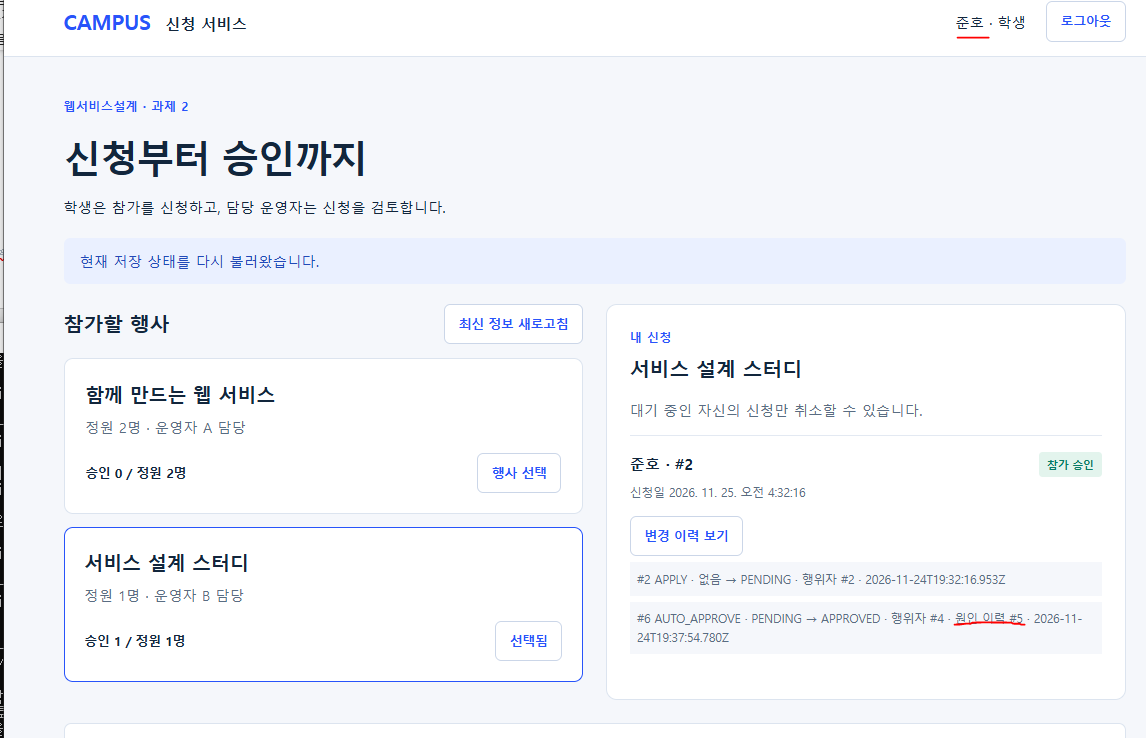 CAMPUS 신청 서비스
준호 · 학생
로그아웃
웹서비스설계 · 과제 2
신청부터 승인까지
학생은 참가를 신청하고, 담당 운영자는 신청을 검토합니다.
현재 저장 상태를 다시 불러왔습니다.
참가할 행사
최신 정보 새로고침
함께 만드는 웹 서비스
정원 2명 · 운영자 A 담당
승인 0 / 정원 2명
행사 선택
서비스 설계 스터디
정원 1명 · 운영자 B 담당
승인 1 / 정원 1명
선택됨
내 신청
서비스 설계 스터디
대기 중인 자신의 신청만 취소할 수 있습니다.
준호 · #2
참가 승인
신청일 2026. 11. 25. 오전 4:32:16
변경 이력 보기
#2 APPLY · 없음 → PENDING · 행위자 #2 · 2026-11-24T19:32:16.953Z
#6 AUTO_APPROVE · PENDING → APPROVED · 행위자 #4 · 원인 이력 #5 · 2026-11-
24T19:37:54.780Z